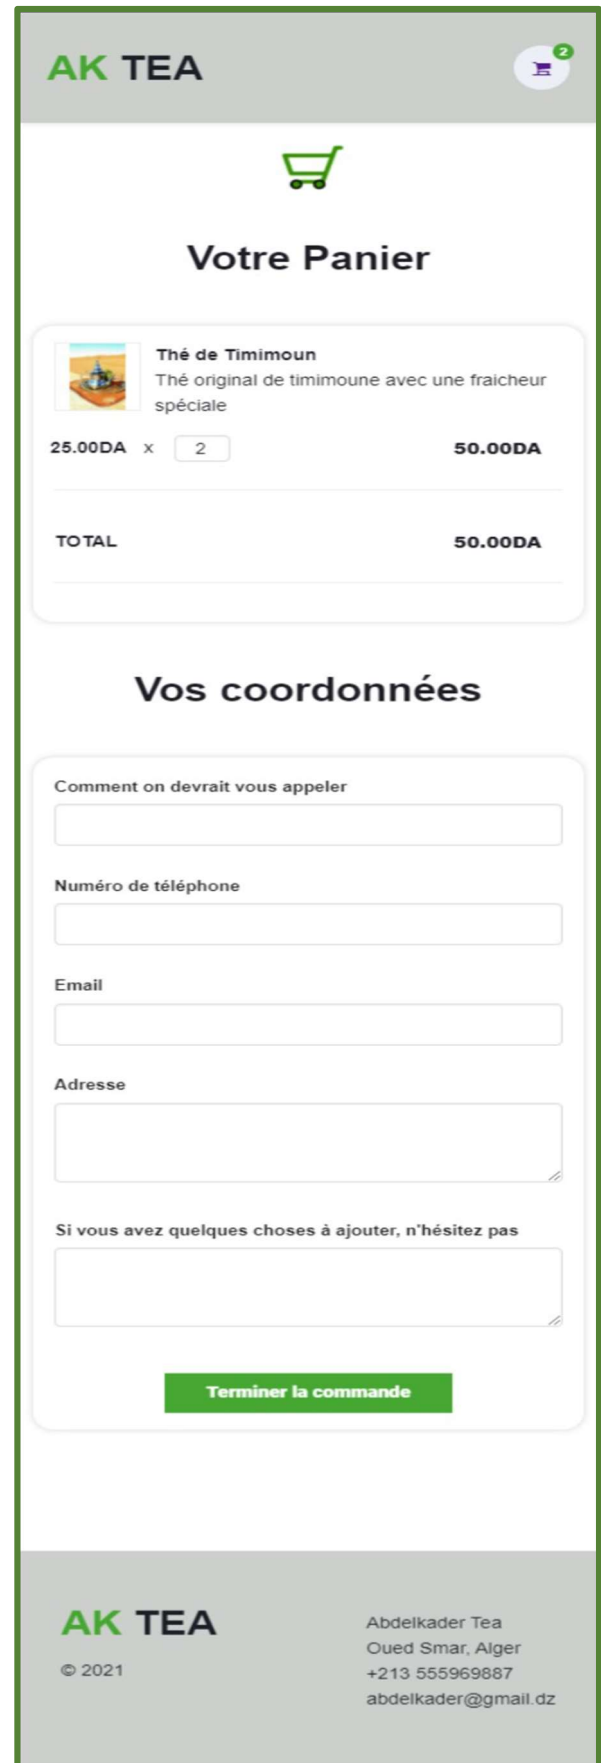 AK TEA
2
Votre Panier
Thé de Timimoun
Thé original de timimoune avec une fraicheur
spéciale
25.00DA x 2 50.00DA
TOTAL 50.00DA
Vos coordonnées
Comment on devrait vous appeler
Numéro de téléphone
Email
Adresse
Si vous avez quelques choses à ajouter, n'hésitez pas
Terminer la commande
AK TEA
© 2021
Abdelkader Tea
Oued Smar, Alger
+213 555969887
abdelkader@gmail.dz